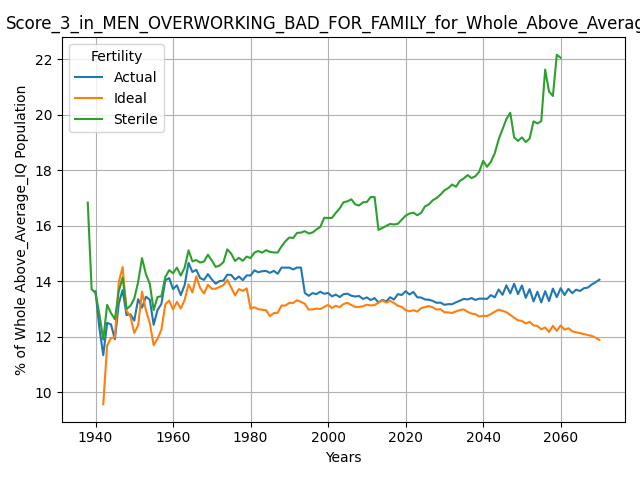 Score_3_in_MEN_OVERWORKING_BAD_FOR_FAMILY_for_Whole_Above_Averag
Fertility
Actual
Ideal
Sterile
% of Whole Above_Average_IQ Population
22
20
18
16
14
12
10
1940
1960
1980
2000
2020
2040
2060
Years